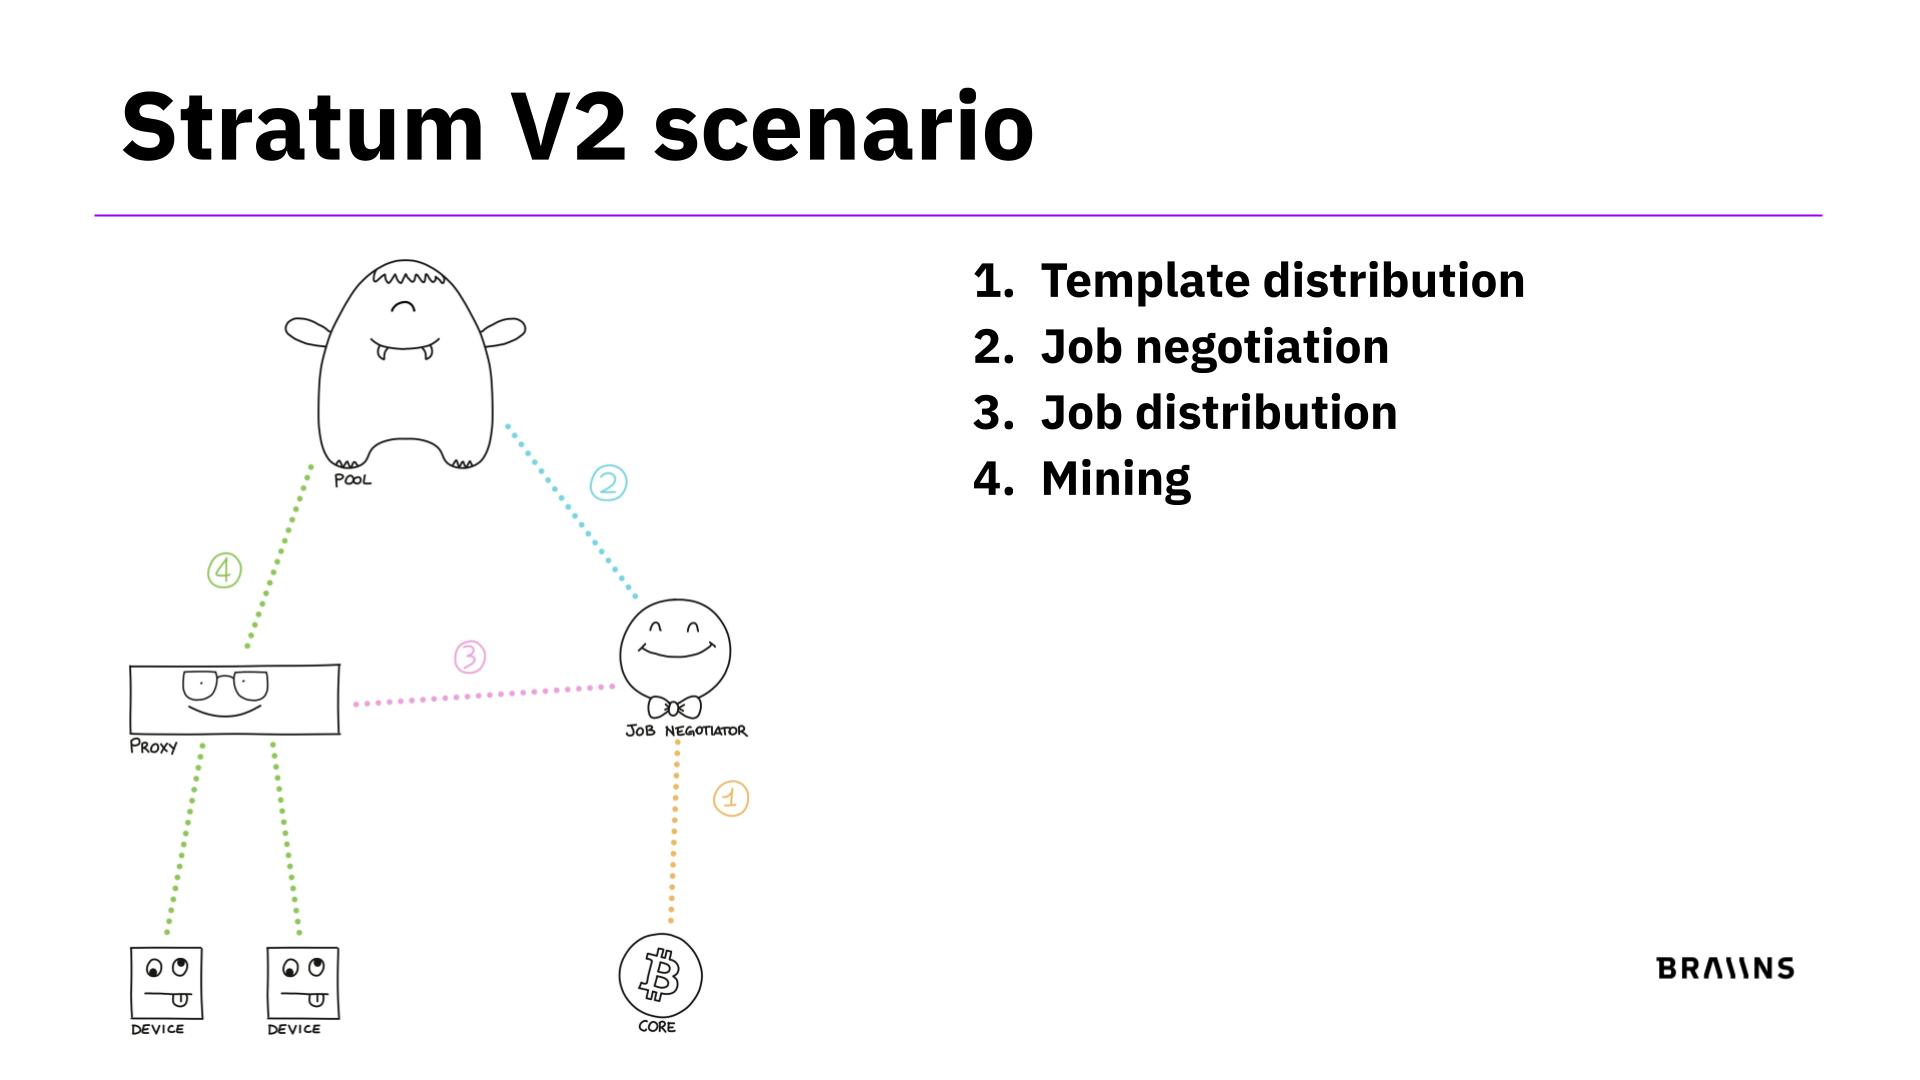 Stratum V2 scenario
1. Template distribution
2. Job negotiation
3. Job distribution
4. Mining
POOL
2
4
3
PROXY
JOB NEGOTIATOR
1
DEVICE
DEVICE
CORE
BRAIINS